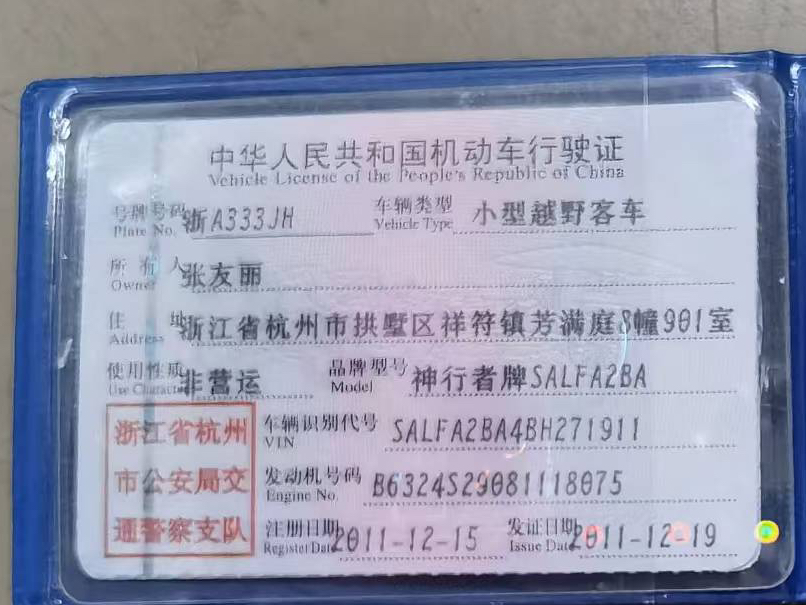 中华人民共和国机动车行驶证
Vehicle License of the People's Republic of China
号牌号码 浙A333JH 车辆类型 小型越野客车
Plate No. Vehicle Type
所有人 张友丽
Owner
住址 浙江省杭州市拱墅区祥符镇芳满庭8幢901室
Address
使用性质 非营运 品牌型号 神行者牌SALFA2BA
Use Character Model
浙江省杭州
市公安局交
通警察支队
车辆识别代号 SALFA2BA4BH271911
VIN
发动机号码 B6324S29081118075
Engine No.
注册日期 2011-12-15 发证日期 2011-12-19
Register Date Issue Date